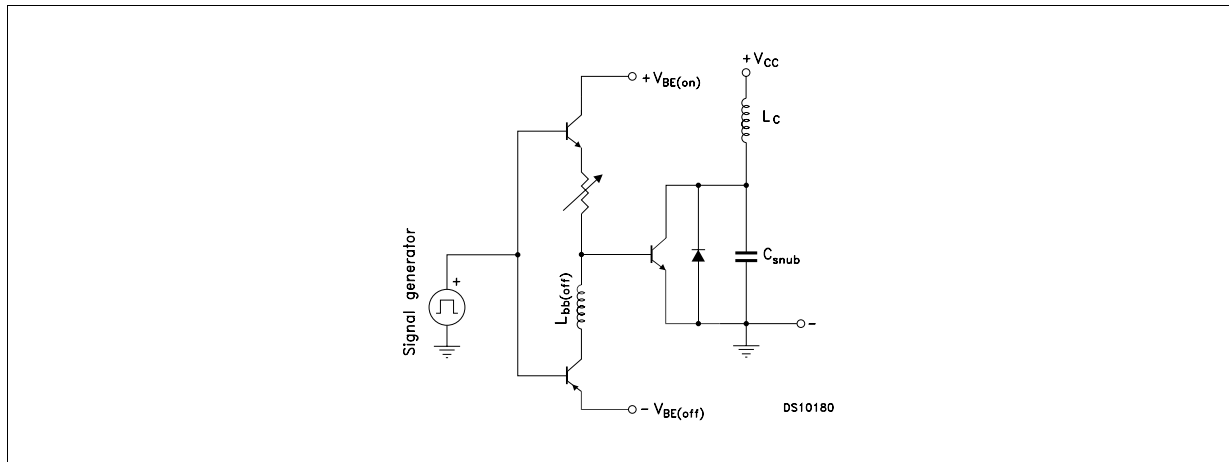 + V_CC
+ V_BE(on)
L_C
Signal generator
+
L_bb(off)
C_snub
-
- V_BE(off)
DS10180